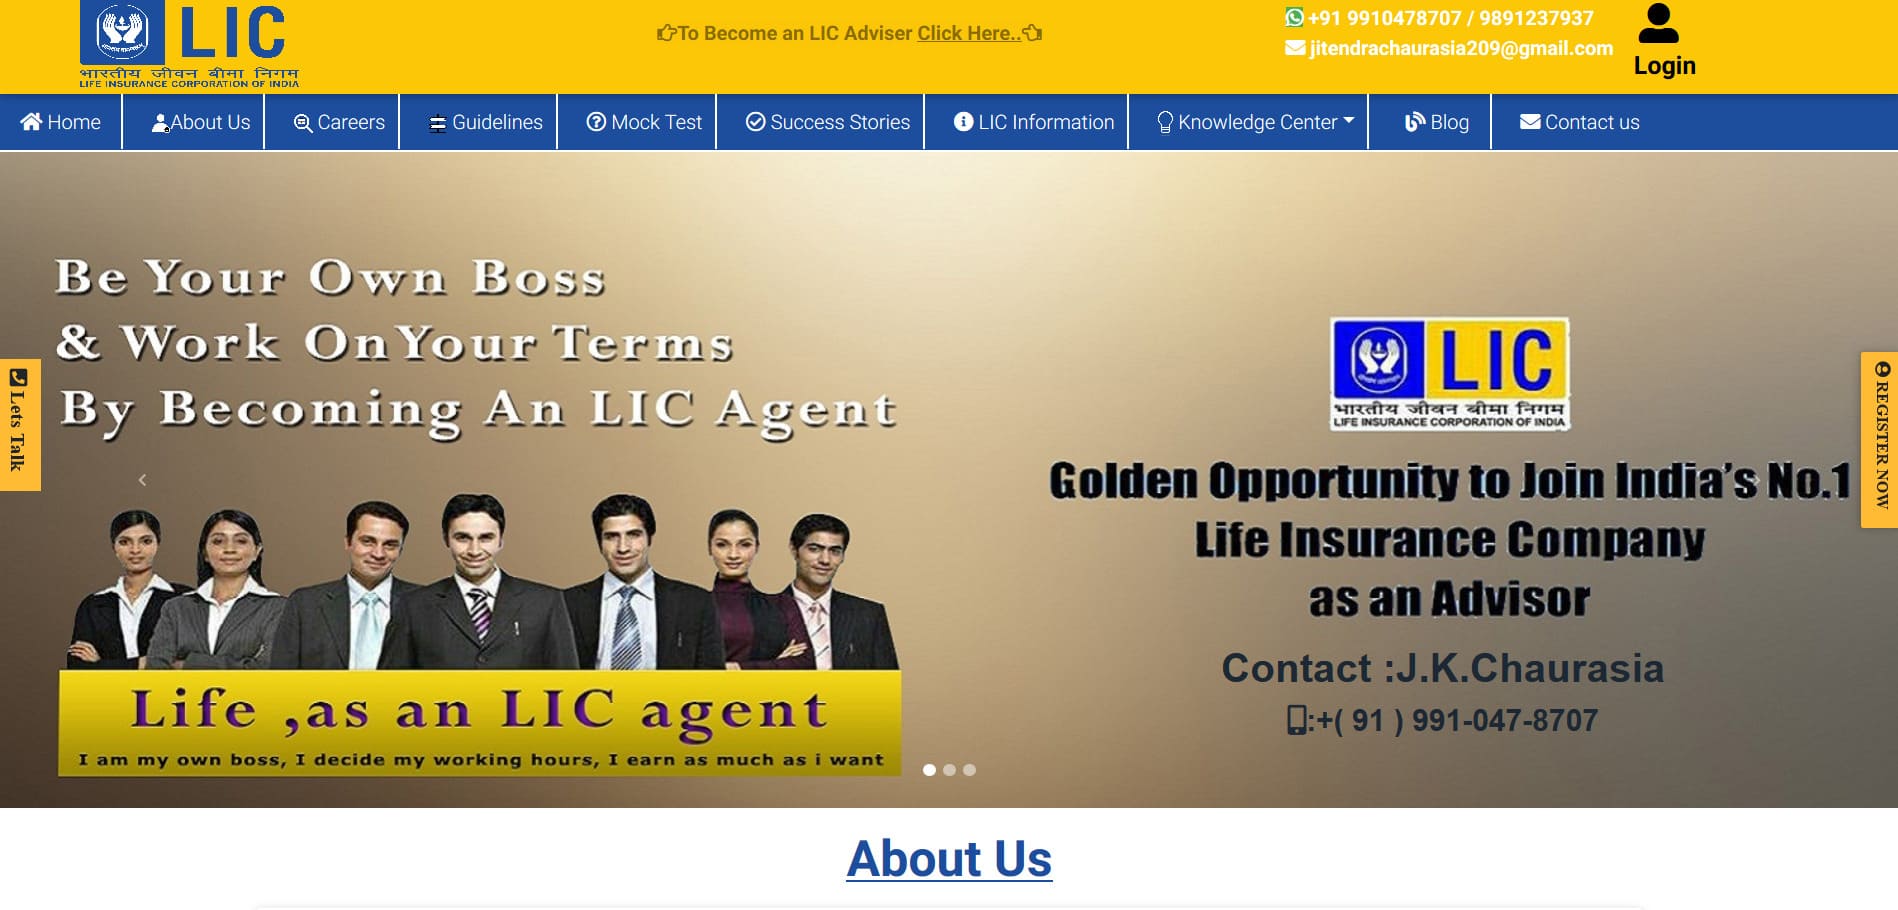 LIC
भारतीय जीवन बीमा निगम
LIFE INSURANCE CORPORATION OF INDIA
To Become an LIC Adviser Click Here..
+91 9910478707 / 9891237937
jitendrachaurasia209@gmail.com
Login
Home
About Us
Careers
Guidelines
Mock Test
Success Stories
LIC Information
Knowledge Center
Blog
Contact us
Be Your Own Boss
& Work OnYour Terms
By Becoming An LIC Agent
Lets Talk
Life ,as an LIC agent
I am my own boss, I decide my working hours, I earn as much as i want
LIC
भारतीय जीवन बीमा निगम
LIFE INSURANCE CORPORATION OF INDIA
Golden Opportunity to Join India's No.1
Life Insurance Company
as an Advisor
Contact :J.K.Chaurasia
:+( 91 ) 991-047-8707
REGISTER NOW
About Us